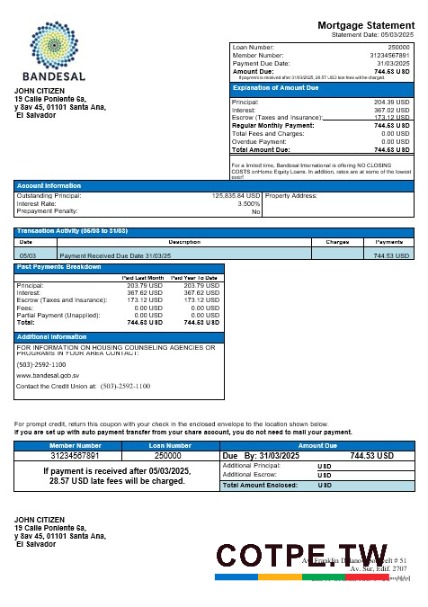 Mortgage Statement
Statement Date: 05/03/2025
BANDESAL
Loan Number: 250000
Member Number: 31234567891
Payment Due Date: 31/03/2025
Amount Due: 744.53 USD
If payment is received after 31/03/2025, 28.57 USD late fees will be charged.
JOHN CITIZEN
19 Calle Poniente 6a,
y 8av 45, 01101 Santa Ana,
El Salvador
Explanation of Amount Due
Principal: 204.39 USD
Interest: 367.02 USD
Escrow (Taxes and Insurance): 173.12 USD
Regular Monthly Payment: 744.53 USD
Total Fees and Charges: 0.00 USD
Overdue Payment: 0.00 USD
Total Amount Due: 744.53 USD
For a limited time, Bandesal International is offering NO CLOSING
COSTS onHome Equity Loans. In addition, rates are at some of the lowest
ever!
Account Information
Outstanding Principal: 125,835.84 USD
Interest Rate: 3.500%
Prepayment Penalty: No
Property Address:
Transaction Activity (05/03 to 31/03)
Date Description Charges Payments
05/03 Payment Received Due Date 31/03/25 744.53 USD
Past Payments Breakdown
Paid Last Month Paid Year To Date
Principal: 203.79 USD 203.79 USD
Interest: 367.62 USD 367.62 USD
Escrow (Taxes and Insurance): 173.12 USD 173.12 USD
Fees: 0.00 USD 0.00 USD
Partial Payment (Unapplied): 0.00 USD 0.00 USD
Total: 744.53 USD 744.53 USD
Additional Information
FOR INFORMATION ON HOUSING COUNSELING AGENCIES OR
PROGRAMS IN YOUR AREA CONTACT:
(503)-2592-1100
www.bandesal.gob.sv
Contact the Credit Union at: (503)-2592-1100
For prompt credit, return this coupon with your check in the enclosed envelope to the location shown below.
If you are set up with auto payment transfer from your share account, you do not need to mail your payment.
Member Number Loan Number Amount Due
31234567891 250000 Due By: 31/03/2025 744.53 USD
If payment is received after 05/03/2025,
28.57 USD late fees will be charged.
Additional Principal: USD
Additional Escrow: USD
Total Amount Enclosed: USD
JOHN CITIZEN
19 Calle Poniente 6a,
y 8av 45, 01101 Santa Ana,
El Salvador
COTPE.TW
Franklin # 51
Av. Sur, Edif. 2707